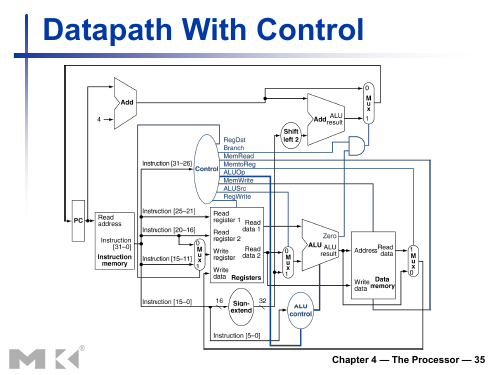 Datapath With Control
Add
4
Add ALU
result
0
M
u
x
1
Shift
left 2
RegDst
Branch
MemRead
MemtoReg
ALUOp
MemWrite
ALUSrc
RegWrite
Instruction [31–26]
Control
PC
Read
address
Instruction
[31–0]
Instruction
memory
Instruction [25–21]
Instruction [20–16]
Instruction [15–11]
0
M
u
x
1
Read
register 1
Read
register 2
Write
register
Write
data
Read
data 1
Read
data 2
Registers
0
M
u
x
1
Zero
ALU
ALU
result
Address
Read
data
Write
data
Data
memory
1
M
u
x
0
Instruction [15–0]
16
Sign-
extend
32
ALU
control
Instruction [5–0]
MK®
Chapter 4 — The Processor — 35